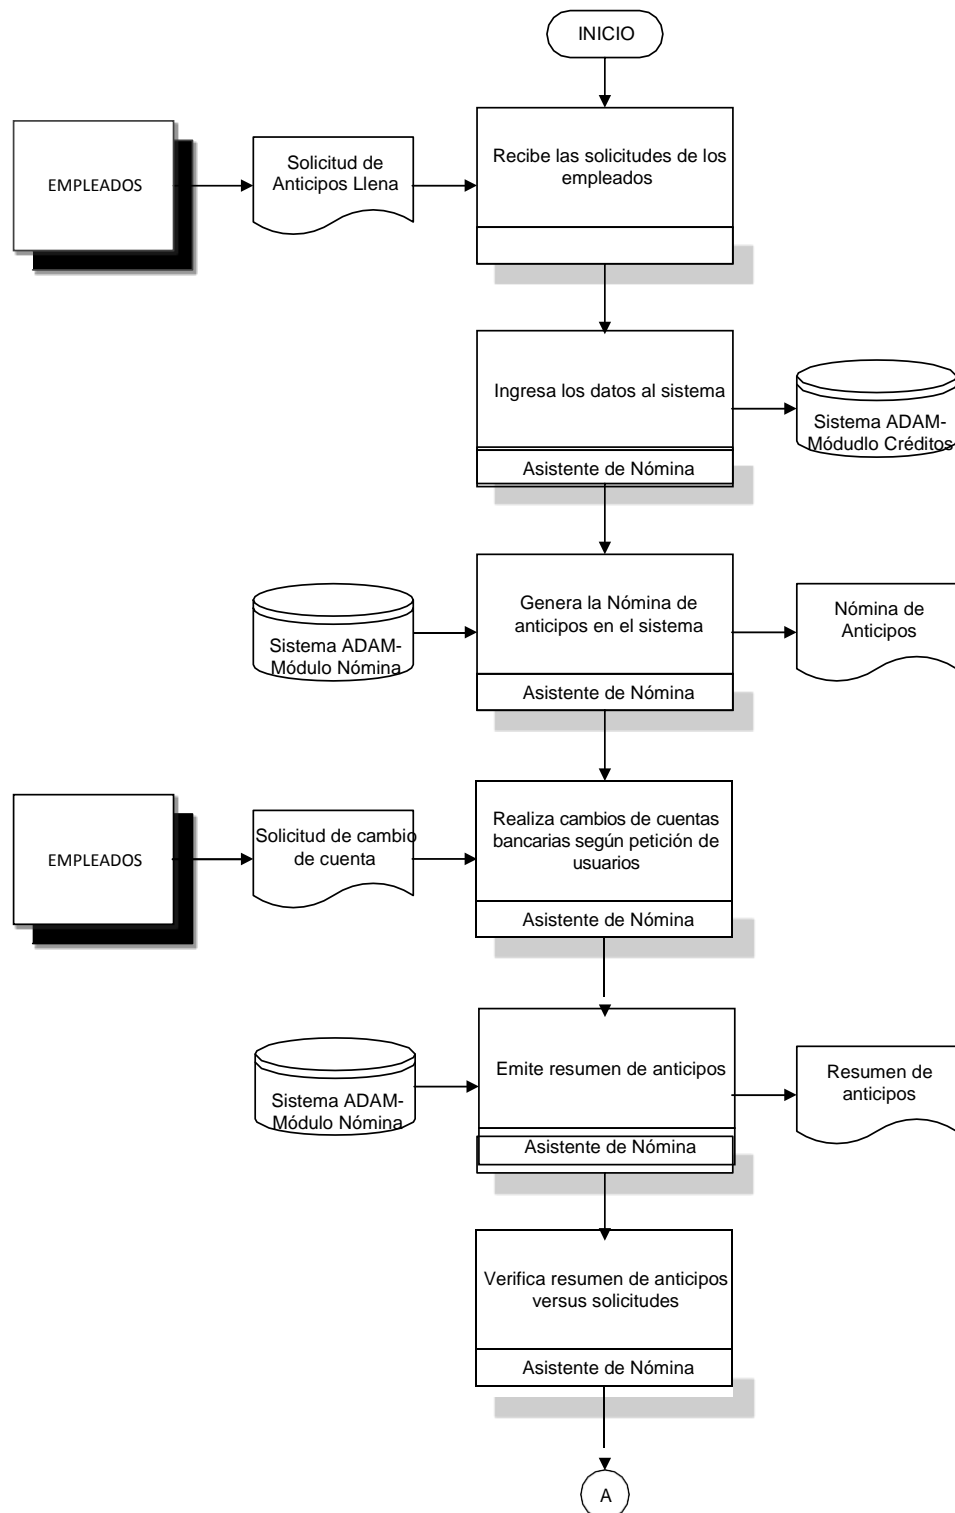 INICIO
EMPLEADOS
Solicitud de
Anticipos Llena
Recibe las solicitudes de los
empleados
Ingresa los datos al sistema
Asistente de Nómina
Sistema ADAM-
Módudlo Créditos
Sistema ADAM-
Módulo Nómina
Genera la Nómina de
anticipos en el sistema
Asistente de Nómina
Nómina de
Anticipos
EMPLEADOS
Solicitud de cambio
de cuenta
Realiza cambios de cuentas
bancarias según petición de
usuarios
Asistente de Nómina
Sistema ADAM-
Módulo Nómina
Emite resumen de anticipos
Asistente de Nómina
Resumen de
anticipos
Verifica resumen de anticipos
versus solicitudes
Asistente de Nómina
A